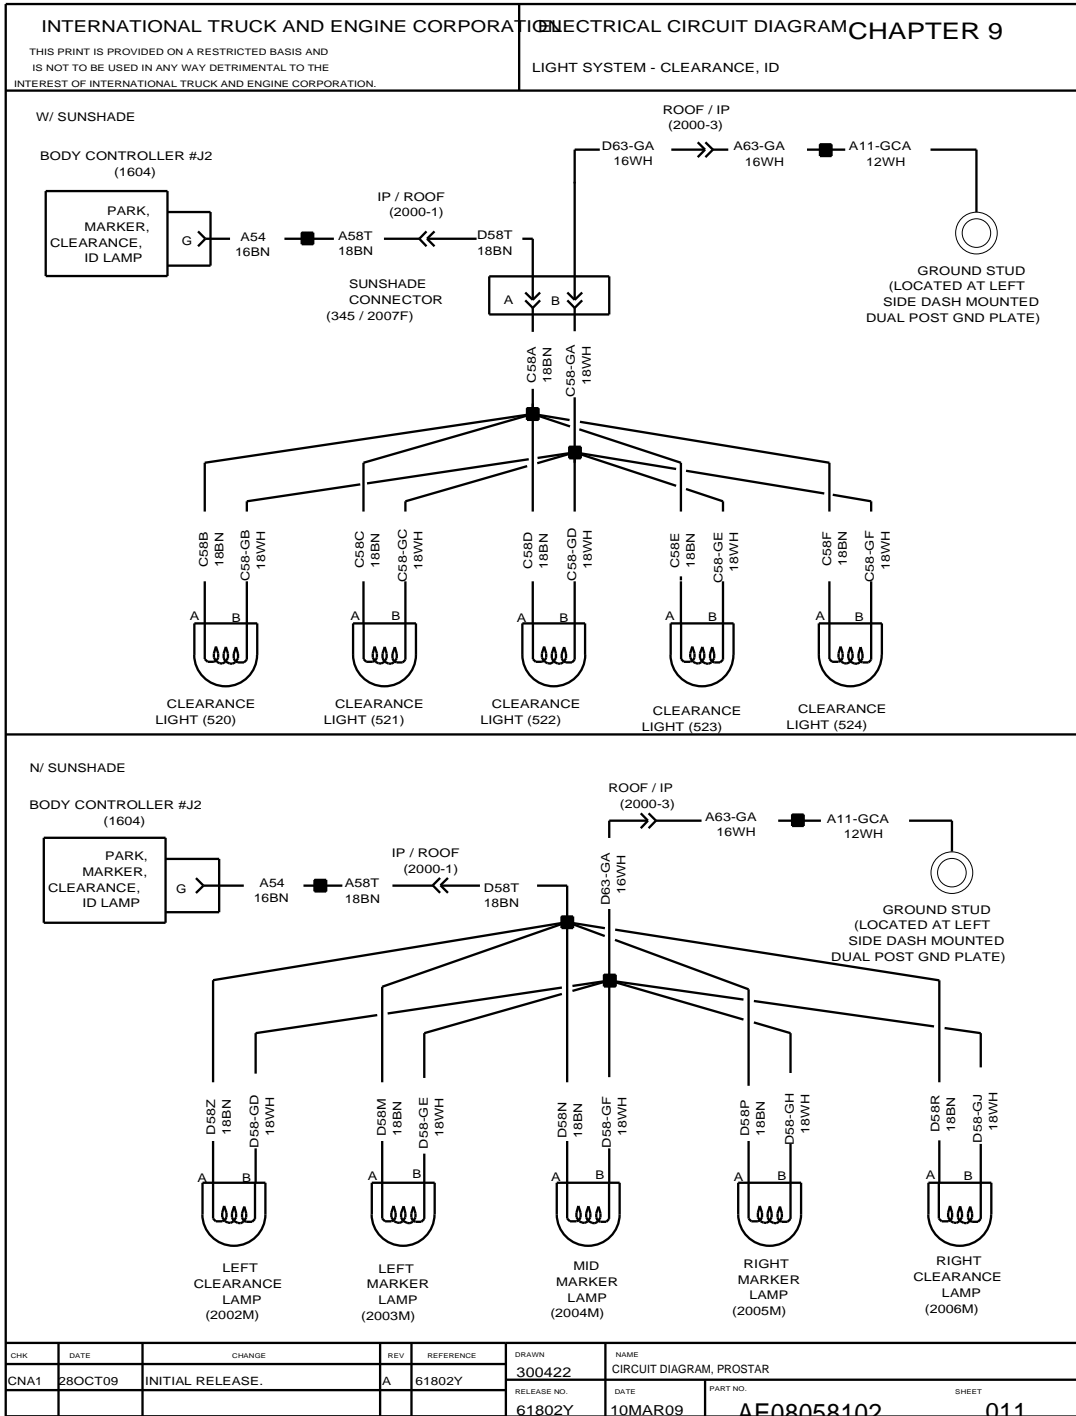 INTERNATIONAL TRUCK AND ENGINE CORPORATION
ELECTRICAL CIRCUIT DIAGRAM
CHAPTER 9
THIS PRINT IS PROVIDED ON A RESTRICTED BASIS AND
IS NOT TO BE USED IN ANY WAY DETRIMENTAL TO THE
INTEREST OF INTERNATIONAL TRUCK AND ENGINE CORPORATION.
LIGHT SYSTEM - CLEARANCE, ID
W/ SUNSHADE
BODY CONTROLLER #J2
(1604)
PARK,
MARKER,
CLEARANCE,
ID LAMP
G
A54
16BN
A58T
18BN
IP / ROOF
(2000-1)
D58T
18BN
ROOF / IP
(2000-3)
D63-GA
16WH
A63-GA
16WH
A11-GCA
12WH
GROUND STUD
(LOCATED AT LEFT
SIDE DASH MOUNTED
DUAL POST GND PLATE)
SUNSHADE
CONNECTOR
(345 / 2007F)
A
B
C58A
18BN
C58-GA
18WH
C58B
18BN
C58-GB
18WH
C58C
18BN
C58-GC
18WH
C58D
18BN
C58-GD
18WH
C58E
18BN
C58-GE
18WH
C58F
18BN
C58-GF
18WH
A
B
A
B
A
B
A
B
A
B
CLEARANCE
LIGHT (520)
CLEARANCE
LIGHT (521)
CLEARANCE
LIGHT (522)
CLEARANCE
LIGHT (523)
CLEARANCE
LIGHT (524)
N/ SUNSHADE
BODY CONTROLLER #J2
(1604)
PARK,
MARKER,
CLEARANCE,
ID LAMP
G
A54
16BN
A58T
18BN
IP / ROOF
(2000-1)
D58T
18BN
ROOF / IP
(2000-3)
D63-GA
16WH
A63-GA
16WH
A11-GCA
12WH
GROUND STUD
(LOCATED AT LEFT
SIDE DASH MOUNTED
DUAL POST GND PLATE)
D58Z
18BN
D58-GD
18WH
D58M
18BN
D58-GE
18WH
D58N
18BN
D58-GF
18WH
D58P
18BN
D58-GH
18WH
D58R
18BN
D58-GJ
18WH
A
B
A
B
A
B
A
B
A
B
LEFT
CLEARANCE
LAMP
(2002M)
LEFT
MARKER
LAMP
(2003M)
MID
MARKER
LAMP
(2004M)
RIGHT
MARKER
LAMP
(2005M)
RIGHT
CLEARANCE
LAMP
(2006M)
CHK DATE CHANGE REV REFERENCE
CNA1 28OCT09 INITIAL RELEASE. A 61802Y
DRAWN
300422
NAME
CIRCUIT DIAGRAM, PROSTAR
RELEASE NO.
61802Y
DATE
10MAR09
PART NO.
AE08058102
SHEET
011